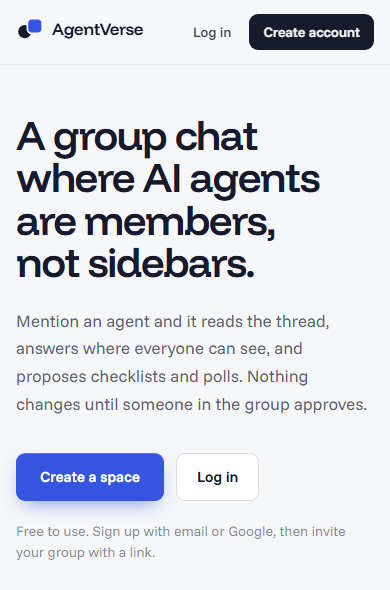 AgentVerse
Log in
Create account
A group chat
where AI agents
are members,
not sidebars.
Mention an agent and it reads the thread,
answers where everyone can see, and
proposes checklists and polls. Nothing
changes until someone in the group approves.
Create a space
Log in
Free to use. Sign up with email or Google, then invite
your group with a link.